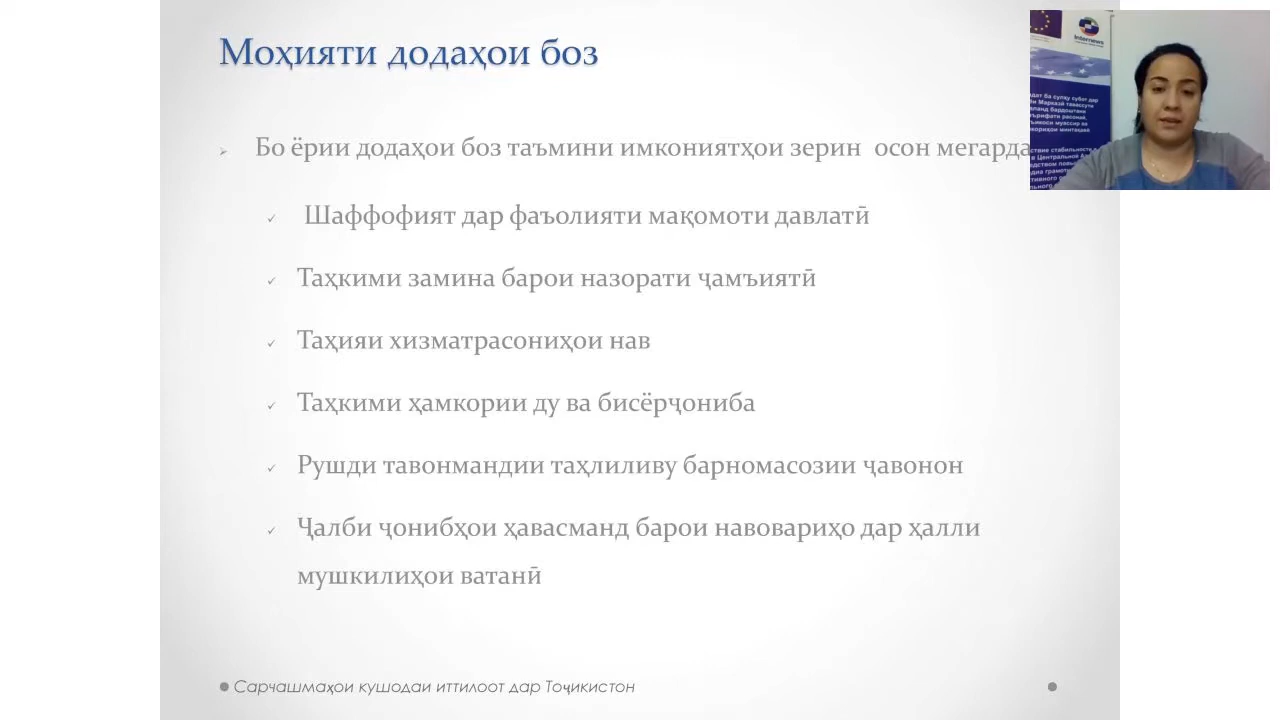 Моҳияти додаҳои боз
Бо ёрии додаҳои боз таъмини имкониятҳои зерин осон
Шаффофият дар фаъолияти мақомоти давлатӣ
Таҳкими замина барои назорати ҷамъиятӣ
Таҳияи хизматрасониҳои нав
Таҳкими ҳамкории ду ва бисёрҷониба
Рушди тавонмандии таҳлиливу барномасозии ҷавонон
Ҷалби ҷонибҳои ҳавасманд барои навовариҳо дар ҳалли
мушкилиҳои ватанӣ
Сарчашмаҳои кушодаи иттилоот дар Тоҷикистон
Internews